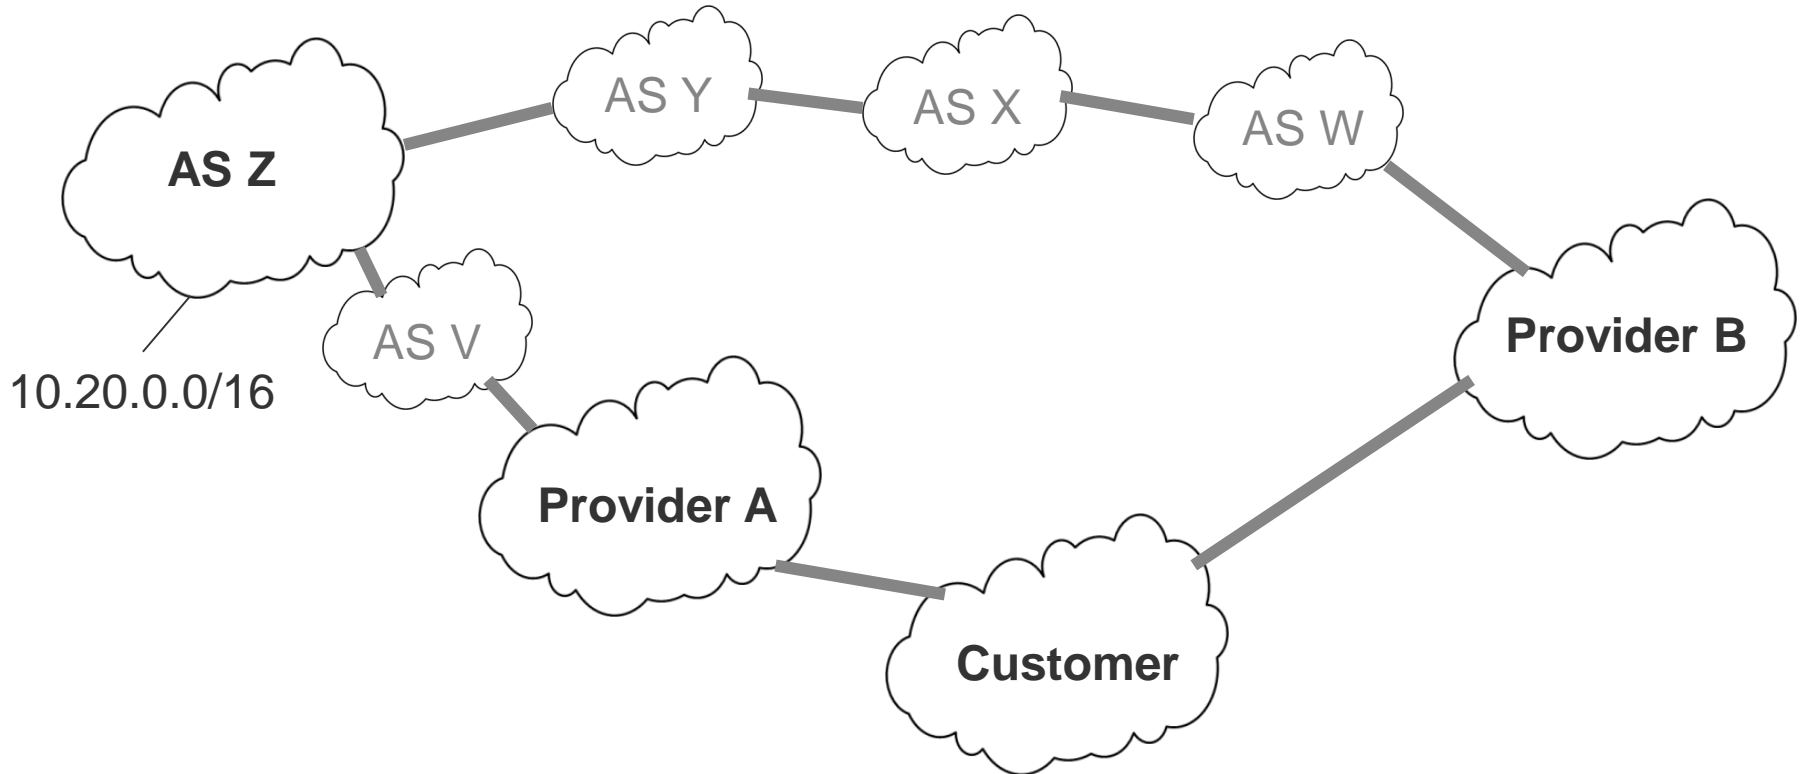 AS Y
AS X
AS W
AS Z
Provider B
AS V
10.20.0.0/16
Provider A
Customer